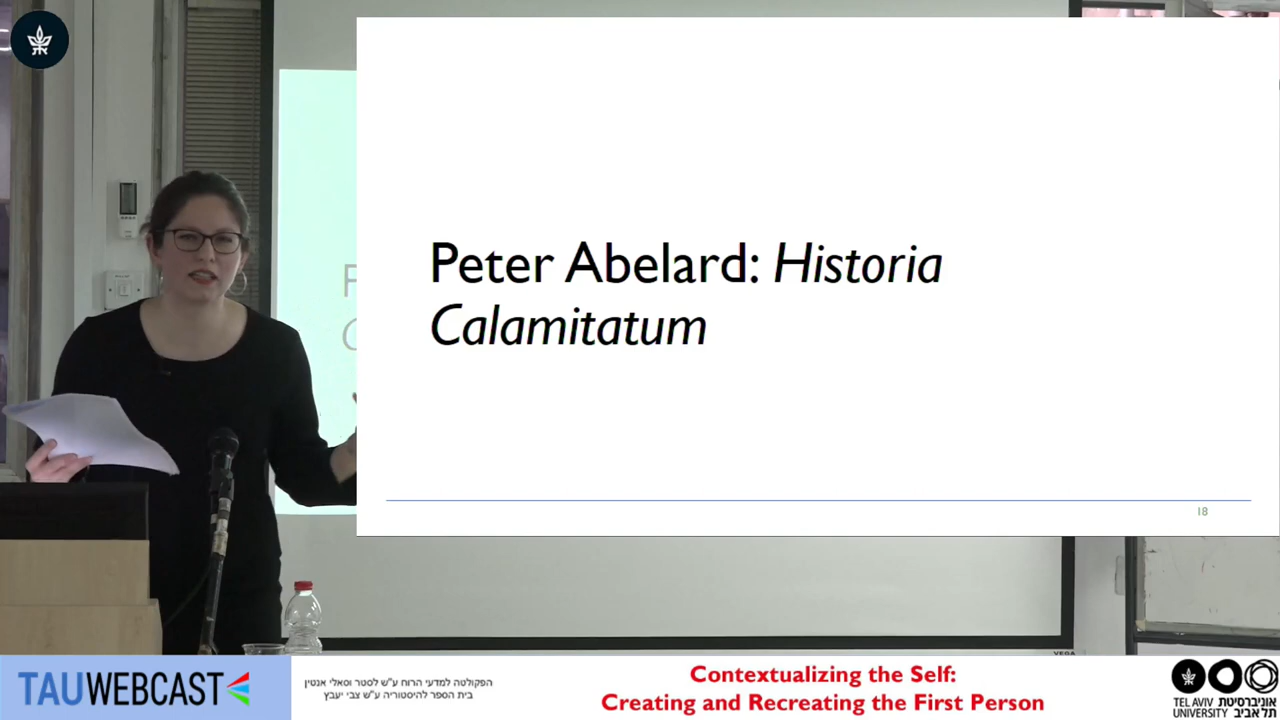 Peter Abelard: Historia
Calamitatum
18
VEGA
TAUWEBCAST
הפקולטה למדעי הרוח ע"ש לסטר וסאלי אנטין
בית הספר להיסטוריה ע"ש צבי יעבץ
Contextualizing the Self:
Creating and Recreating the First Person
TEL AVIV אוניברסיטת
UNIVERSITY תל אביב